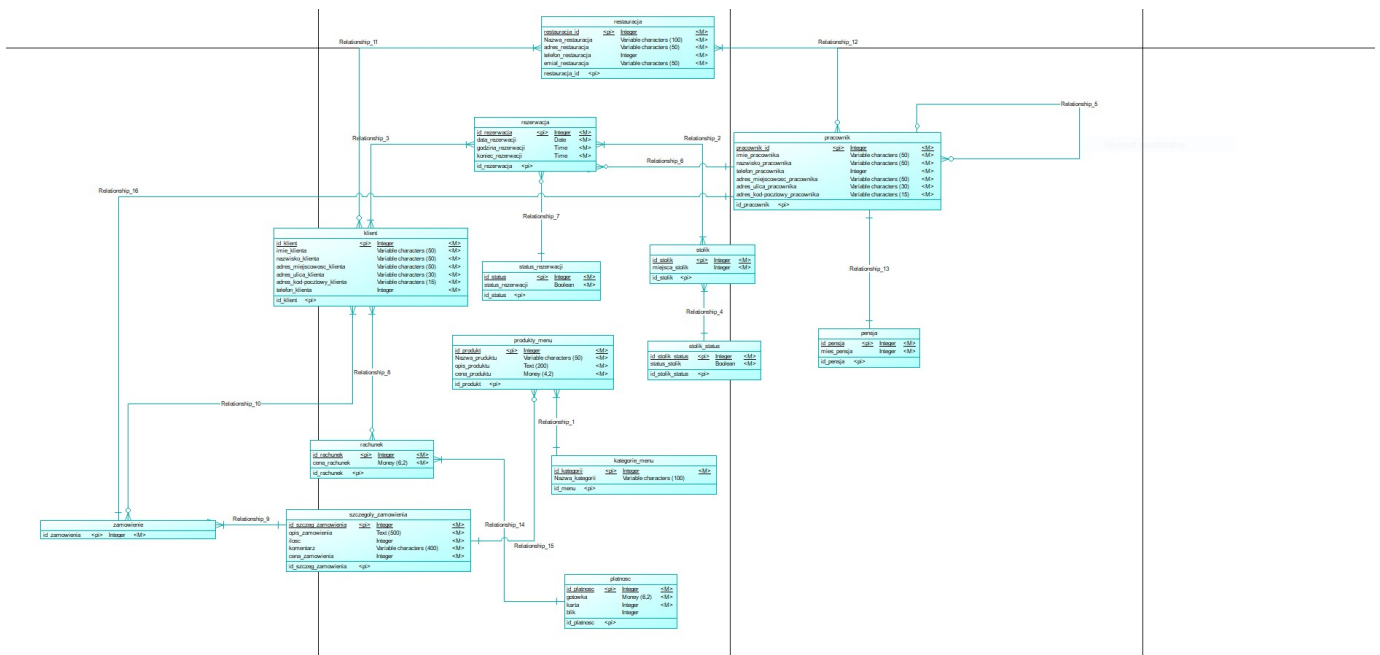 restauracja
restauracja_id <pi> Integer <M>
Nazwa_restauracja Variable characters (100) <M>
adres_restauracja Variable characters (50) <M>
telefon_restauracja Integer <M>
emial_restauracja Variable characters (50) <M>
restauracja_id <pi>
Relationship_11
Relationship_12
Relationship_5
rezerwacja
id_rezerwacja <pi> Integer <M>
data_rezerwacji Date <M>
godzina_rezerwacji Time <M>
koniec_rezerwacji Time <M>
id_rezerwacja <pi>
Relationship_3
Relationship_2
Relationship_6
pracownik
pracownik_id <pi> Integer <M>
imie_pracownika Variable characters (50) <M>
nazwisko_pracownika Variable characters (50) <M>
telefon_pracownika Integer <M>
adres_miejscowosc_pracownika Variable characters (50) <M>
adres_ulica_pracownika Variable characters (30) <M>
adres_kod-pocztowy_pracownika Variable characters (15) <M>
id_pracownik <pi>
Relationship_16
Relationship_7
klient
id_klient <pi> Integer <M>
imie_klienta Variable characters (50) <M>
nazwisko_klienta Variable characters (50) <M>
adres_miejscowosc_klienta Variable characters (50) <M>
adres_ulica_klienta Variable characters (30) <M>
adres_kod-pocztowy_klienta Variable characters (15) <M>
telefon_klienta Integer <M>
id_klient <pi>
status_rezerwacji
id_status <pi> Integer <M>
status_rezerwacji Boolean <M>
id_status <pi>
stolik
id_stolik <pi> Integer <M>
miejsca_stolik Integer <M>
id_stolik <pi>
Relationship_13
Relationship_4
produkty_menu
id_produkt <pi> Integer <M>
Nazwa_pruduktu Variable characters (50) <M>
opis_produktu Text (200) <M>
cena_produktu Money (4,2) <M>
id_produkt <pi>
stolik_status
id_stolik_status <pi> Integer <M>
status_stolik Boolean <M>
id_stolik_status <pi>
pensja
id_pensja <pi> Integer <M>
mies_pensja Integer <M>
id_pensja <pi>
Relationship_8
Relationship_10
Relationship_1
rachunek
id_rachunek <pi> Integer <M>
cena_rachunek Money (6,2) <M>
id_rachunek <pi>
kategorie_menu
id_kategorii <pi> Integer <M>
Nazwa_kategorii Variable characters (100)
id_menu <pi>
zamowienie
id_zamowienia <pi> Integer <M>
Relationship_9
szczegoly_zamowienia
id_szczeg_zamowienia <pi> Integer <M>
opis_zamowienia Text (500) <M>
ilosc Integer <M>
komentarz Variable characters (400) <M>
cena_zamowienia Integer <M>
id_szczeg_zamowienia <pi>
Relationship_14
Relationship_15
platnosc
id_platnosc <pi> Integer <M>
gotowka Money (6,2) <M>
karta Integer <M>
blik Integer
id_platnosc <pi>